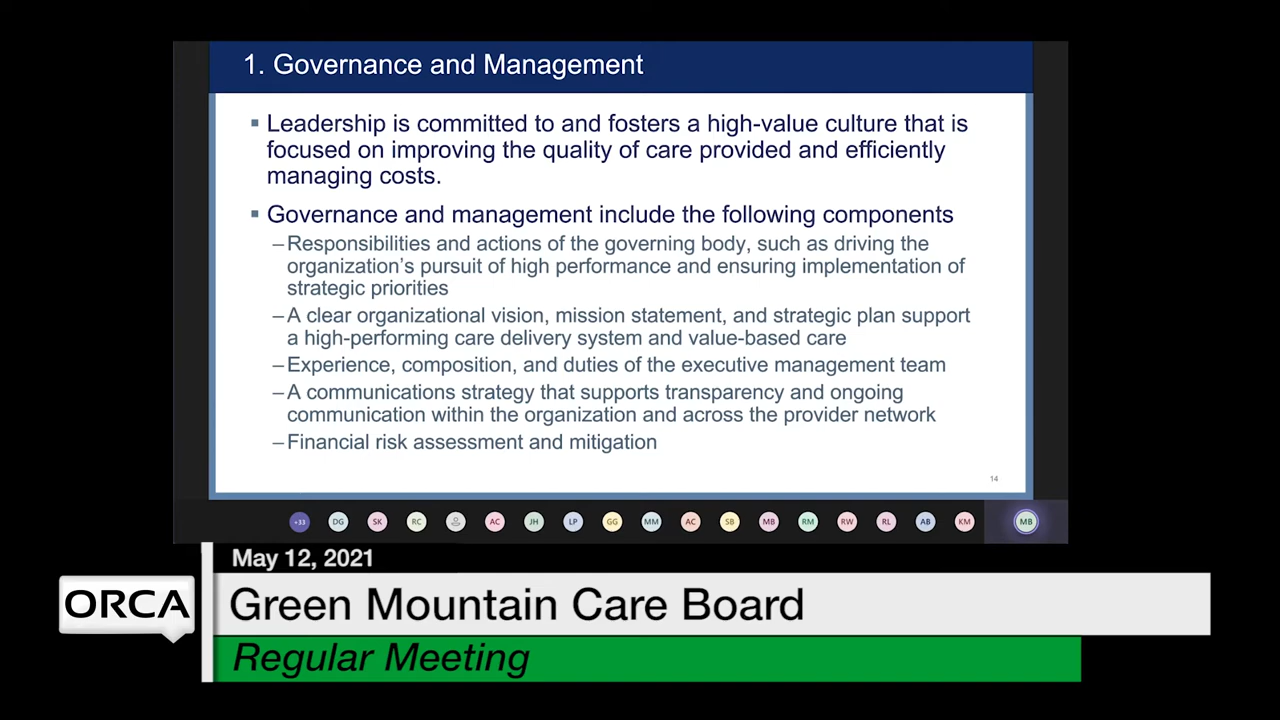 1. Governance and Management
▪ Leadership is committed to and fosters a high-value culture that is
focused on improving the quality of care provided and efficiently
managing costs.
▪ Governance and management include the following components
–Responsibilities and actions of the governing body, such as driving the
organization’s pursuit of high performance and ensuring implementation of
strategic priorities
–A clear organizational vision, mission statement, and strategic plan support
a high-performing care delivery system and value-based care
–Experience, composition, and duties of the executive management team
–A communications strategy that supports transparency and ongoing
communication within the organization and across the provider network
–Financial risk assessment and mitigation
14
+33 DG SK RC AC JH LP GG MM AC SB MB RM RW RL AB KM MB
May 12, 2021
ORCA
Green Mountain Care Board
Regular Meeting